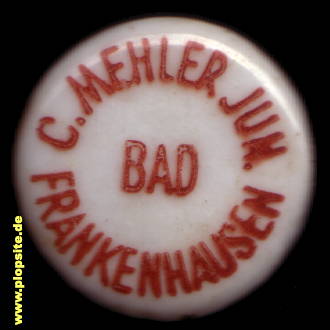 C. MEHLER JUN.
BAD
FRANKENHAUSEN
www.plopsite.de